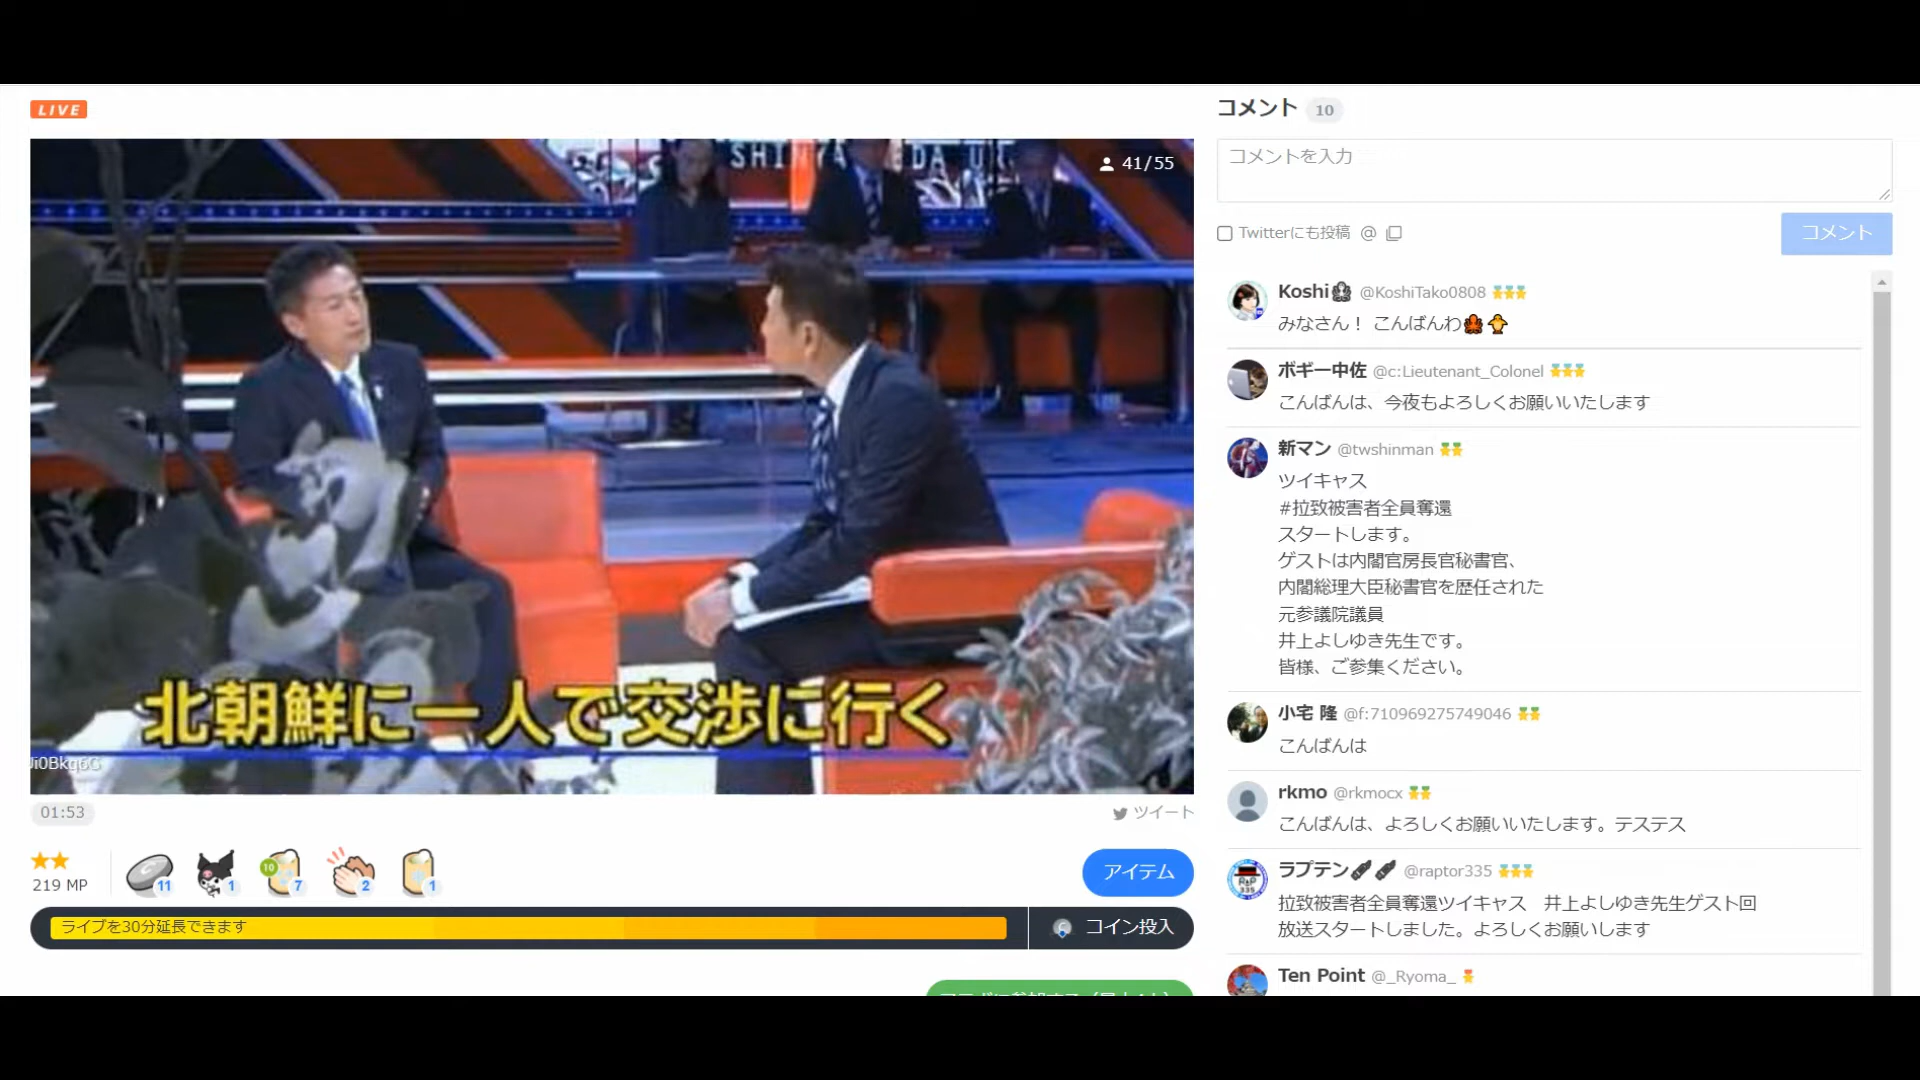 LIVE
SHINYA
41/55
北朝鮮に一人で交渉に行く
Ji0Bkq6G
01:53
ツイート
219 MP
11
1
10
7
2
1
アイテム
ライブを30分延長できます
コイン投入
コメント 10
コメントを入力
Twitterにも投稿 @
コメント
Koshi @KoshiTako0808
みなさん！ こんばんわ
ボギー中佐 @c:Lieutenant_Colonel
こんばんは、今夜もよろしくお願いいたします
新マン @twshinman
ツイキャス
#拉致被害者全員奪還
スタートします。
ゲストは内閣官房長官秘書官、
内閣総理大臣秘書官を歴任された
元参議院議員
井上よしゆき先生です。
皆様、ご参集ください。
小宅 隆 @f:710969275749046
こんばんは
rkmo @rkmocx
こんばんは、よろしくお願いいたします。テステス
ラプテン @raptor335
拉致被害者全員奪還ツイキャス　井上よしゆき先生ゲスト回
放送スタートしました。よろしくお願いします
Ten Point @_Ryoma_